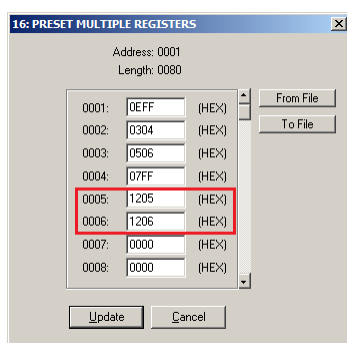 16: PRESET MULTIPLE REGISTERS
Address: 0001
Length: 0080
0001: 0EFF (HEX)
0002: 0304 (HEX)
0003: 0506 (HEX)
0004: 07FF (HEX)
0005: 1205 (HEX)
0006: 1206 (HEX)
0007: 0000 (HEX)
0008: 0000 (HEX)
From File
To File
Update Cancel